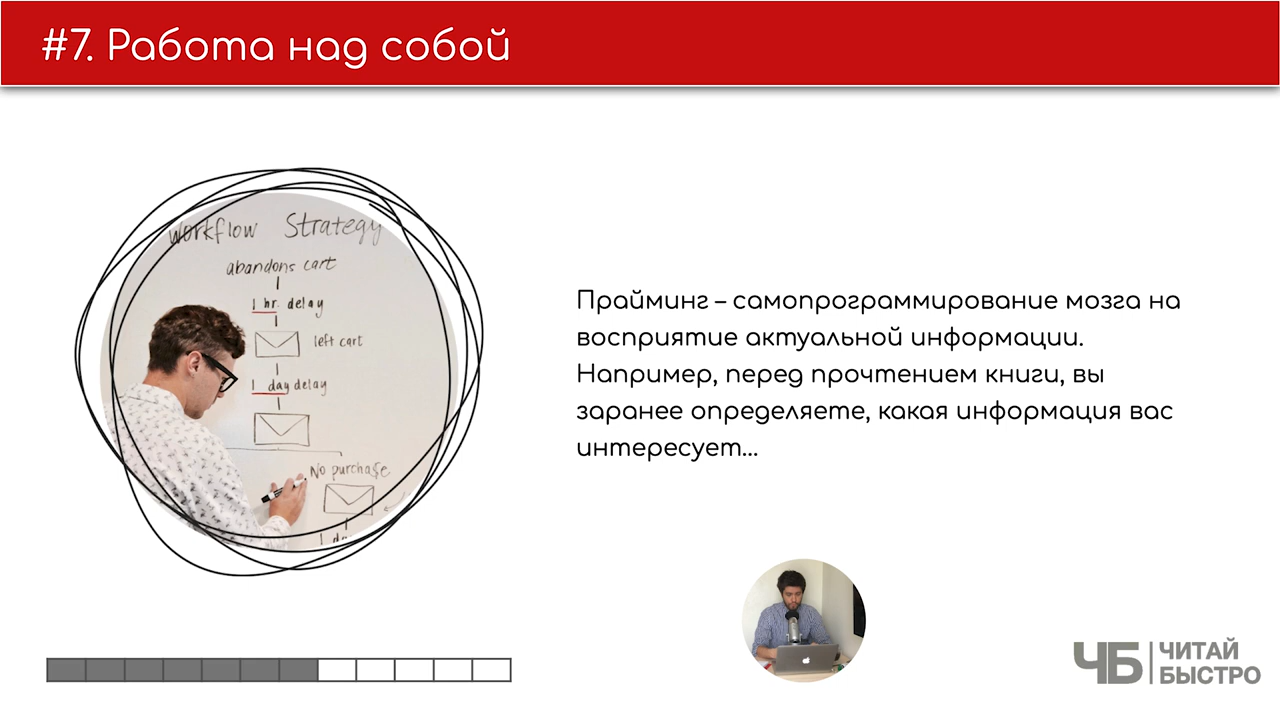 #7. Работа над собой
workflow Strategy
abandons cart
1 hr. delay
left cart
1 day delay
No purchase
Прайминг – самопрограммирование мозга на
восприятие актуальной информации.
Например, перед прочтением книги, вы
заранее определяете, какая информация вас
интересует...
ЧБ
ЧИТАЙ
БЫСТРО